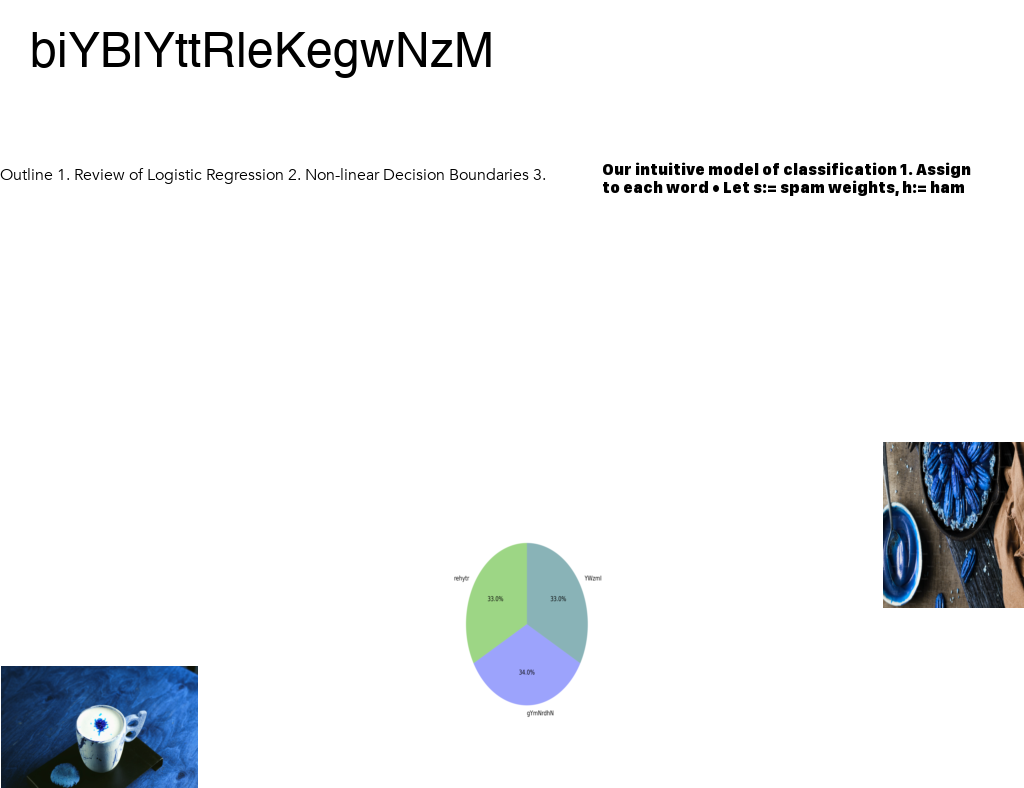 biYBlYttRleKegwNzM
Outline 1. Review of Logistic Regression 2. Non-linear Decision Boundaries 3.
Our intuitive model of classification 1. Assign
to each word • Let s:= spam weights, h:= ham
rehytr
YWzml
33.0%
33.0%
34.0%
gYmNrdhN